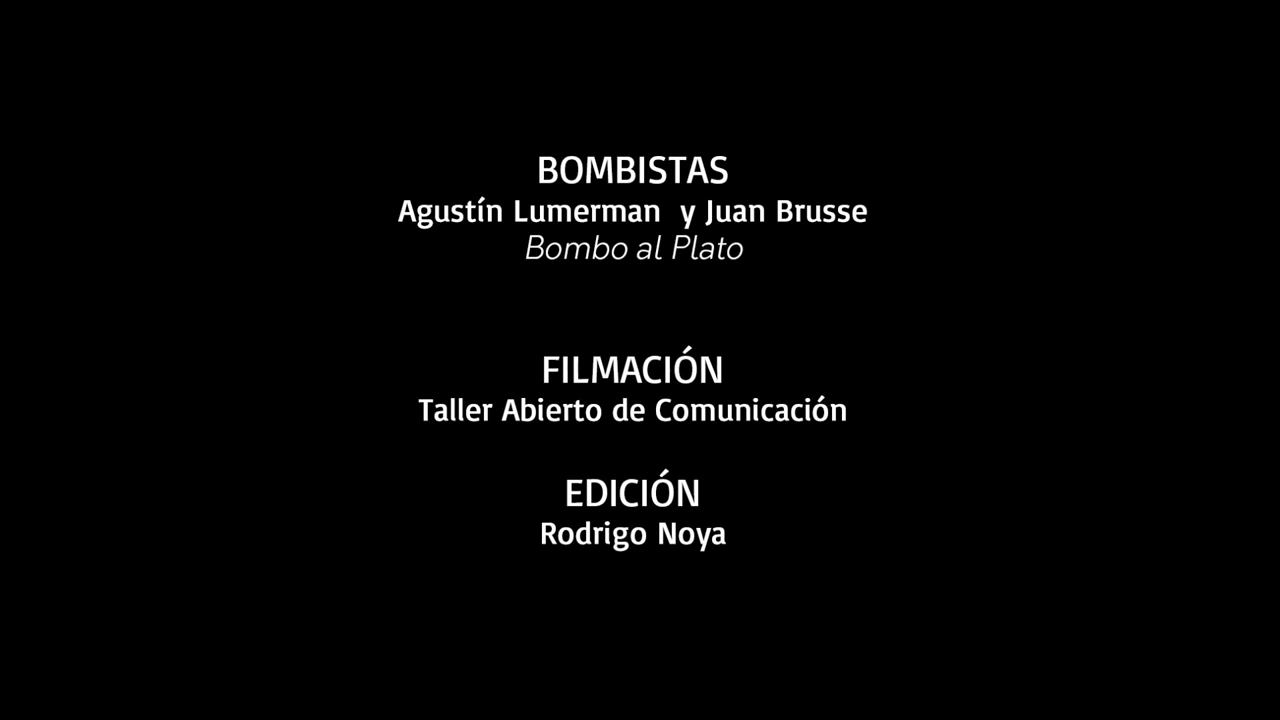 BOMBISTAS
Agustín Lumerman y Juan Brusse
Bombo al Plato
FILMACIÓN
Taller Abierto de Comunicación
EDICIÓN
Rodrigo Noya